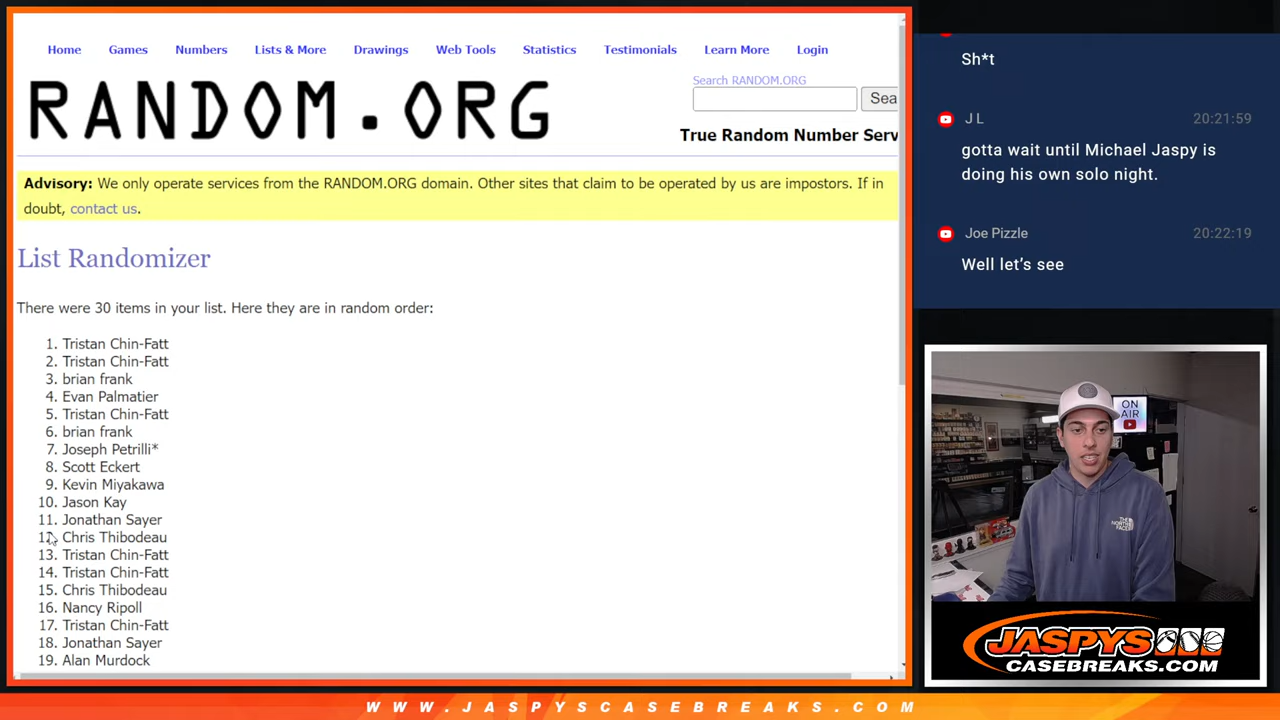 Home Games Numbers Lists & More Drawings Web Tools Statistics Testimonials Learn More Login
RANDOM.ORG
Search RANDOM.ORG
Sea
True Random Number Serv
Advisory: We only operate services from the RANDOM.ORG domain. Other sites that claim to be operated by us are impostors. If in
doubt, contact us.
List Randomizer
There were 30 items in your list. Here they are in random order:
1. Tristan Chin-Fatt
2. Tristan Chin-Fatt
3. brian frank
4. Evan Palmatier
5. Tristan Chin-Fatt
6. brian frank
7. Joseph Petrilli*
8. Scott Eckert
9. Kevin Miyakawa
10. Jason Kay
11. Jonathan Sayer
12. Chris Thibodeau
13. Tristan Chin-Fatt
14. Tristan Chin-Fatt
15. Chris Thibodeau
16. Nancy Ripoll
17. Tristan Chin-Fatt
18. Jonathan Sayer
19. Alan Murdock
Sh*t
J L 20:21:59
gotta wait until Michael Jaspy is
doing his own solo night.
Joe Pizzle 20:22:19
Well let's see
ON
AIR
THE
NORTH
FACE
JASPYS
CASEBREAKS.COM
WWW.JASPYSCASEBREAKS.COM